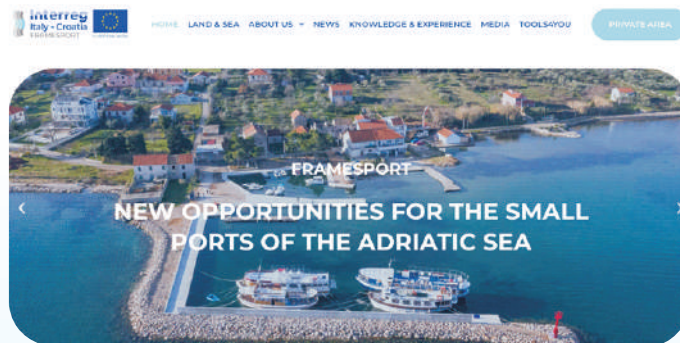 Interreg
Italy - Croatia
FRAMESPORT
HOME LAND & SEA ABOUT US NEWS KNOWLEDGE & EXPERIENCE MEDIA TOOLS4YOU PRIVATE AREA
FRAMESPORT
NEW OPPORTUNITIES FOR THE SMALL
PORTS OF THE ADRIATIC SEA